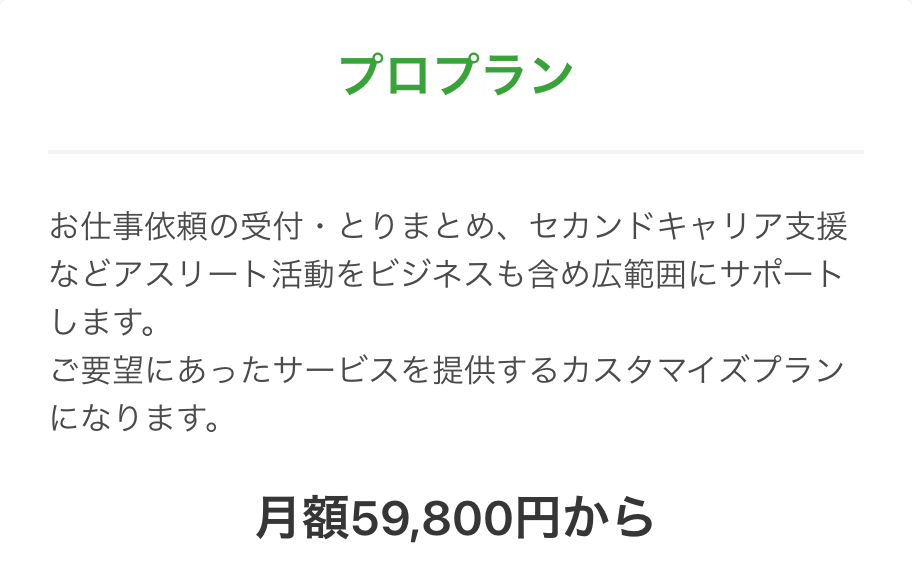 プロプラン
お仕事依頼の受付・とりまとめ、セカンドキャリア支援
などアスリート活動をビジネスも含め広範囲にサポート
します。
ご要望にあったサービスを提供するカスタマイズプラン
になります。
月額59,800円から